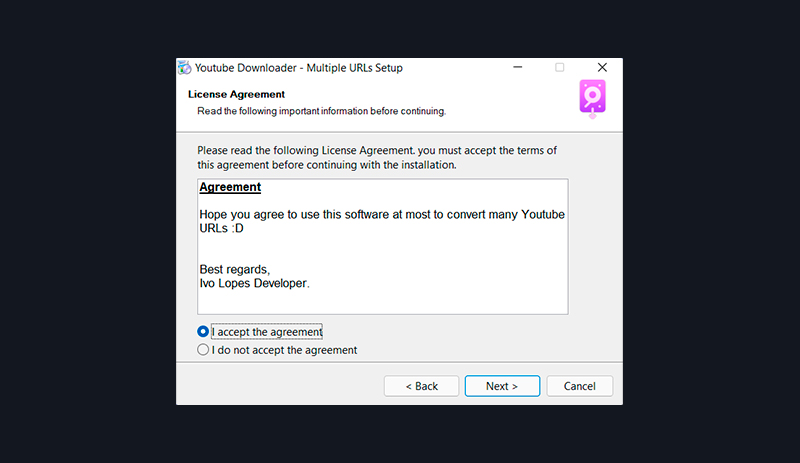 Youtube Downloader - Multiple URLs Setup
License Agreement
Read the following important information before continuing.
Please read the following License Agreement. you must accept the terms of
this agreement before continuing with the installation.
Agreement
Hope you agree to use this software at most to convert many Youtube
URLs :D
Best regards,
Ivo Lopes Developer.
I accept the agreement
I do not accept the agreement
< Back
Next >
Cancel